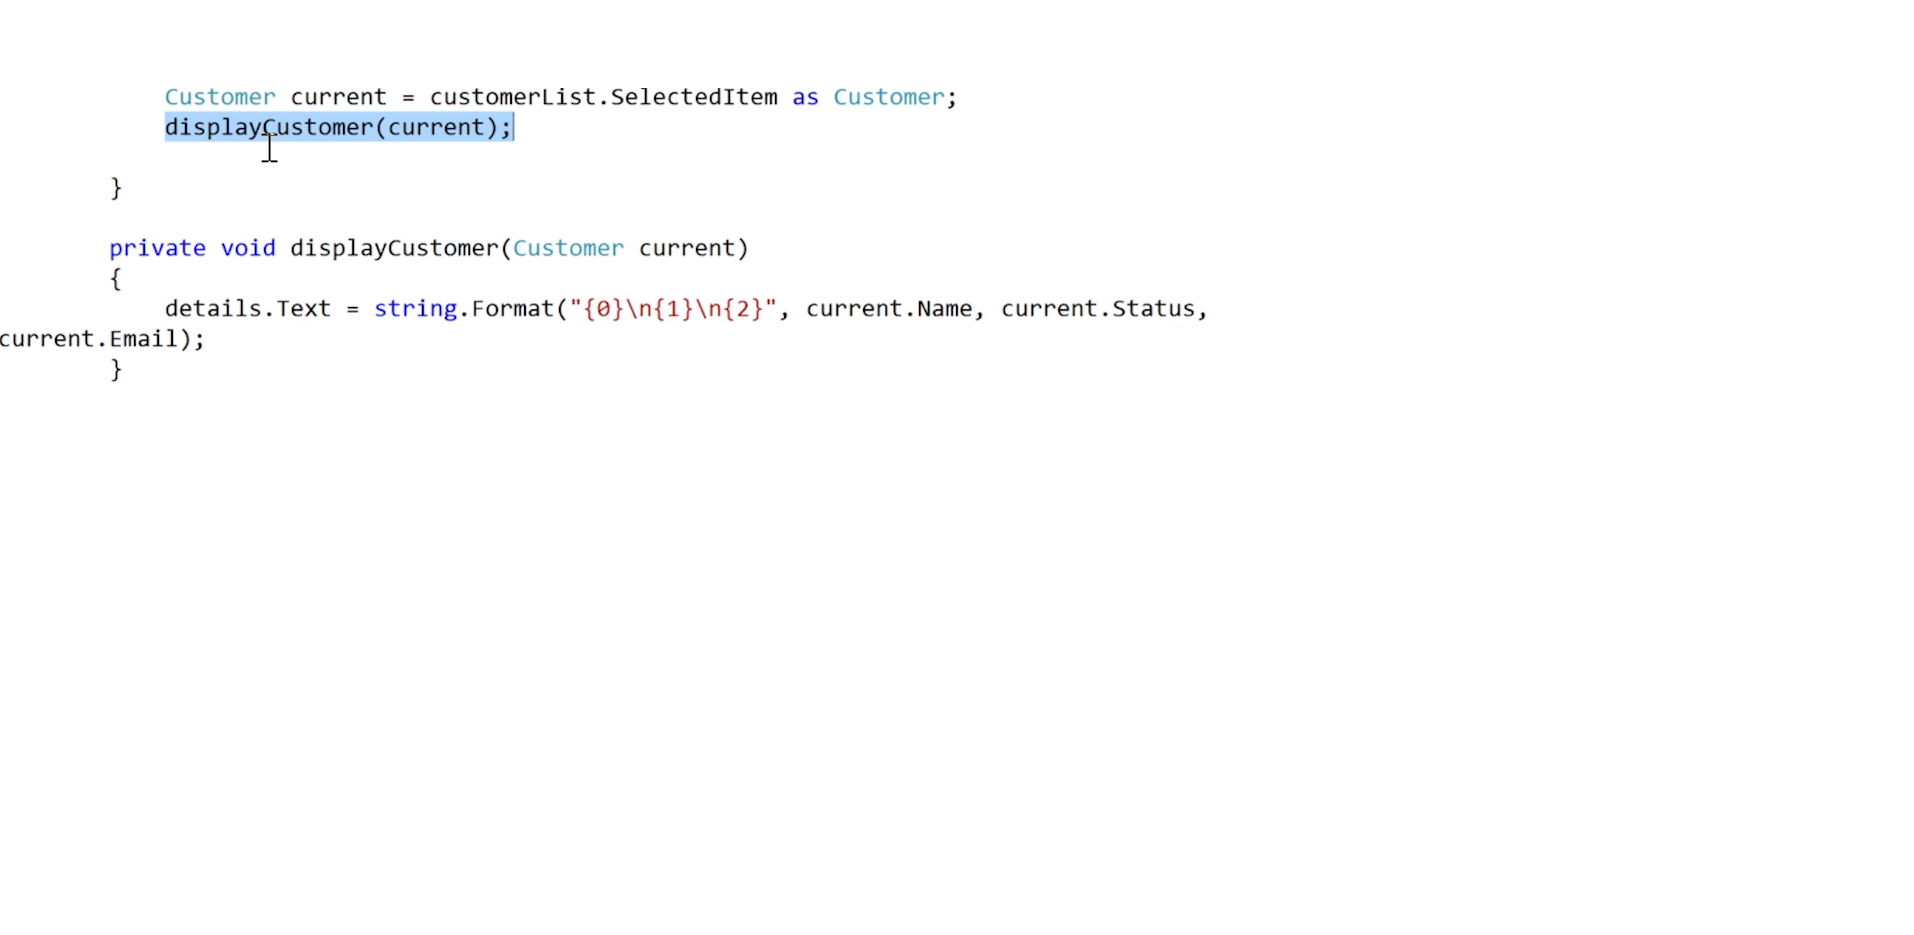 Customer current = customerList.SelectedItem as Customer;
displayCustomer(current);
}
private void displayCustomer(Customer current)
{
details.Text = string.Format("{0}\n{1}\n{2}", current.Name, current.Status,
current.Email);
}